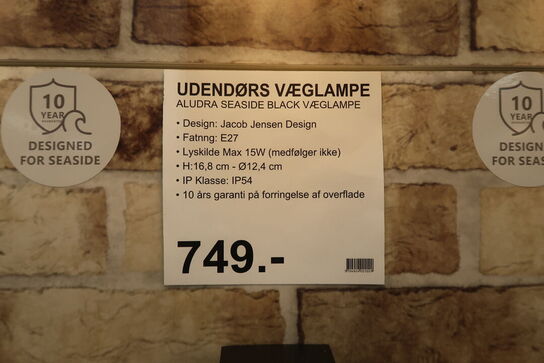 UDENDØRS VÆGLAMPE
ALUDRA SEASIDE BLACK VÆGLAMPE
• Design: Jacob Jensen Design
• Fatnng: E27
• Lyskilde Max 15W (medfølger ikke)
• H:16,8 cm - Ø12,4 cm
• IP Klasse: IP54
• 10 års garanti på forringelse af overflade
749.-
10
YEAR
DESIGNED
FOR SEASIDE
10
YEAR
DESIGNED
FOR SEASIDE